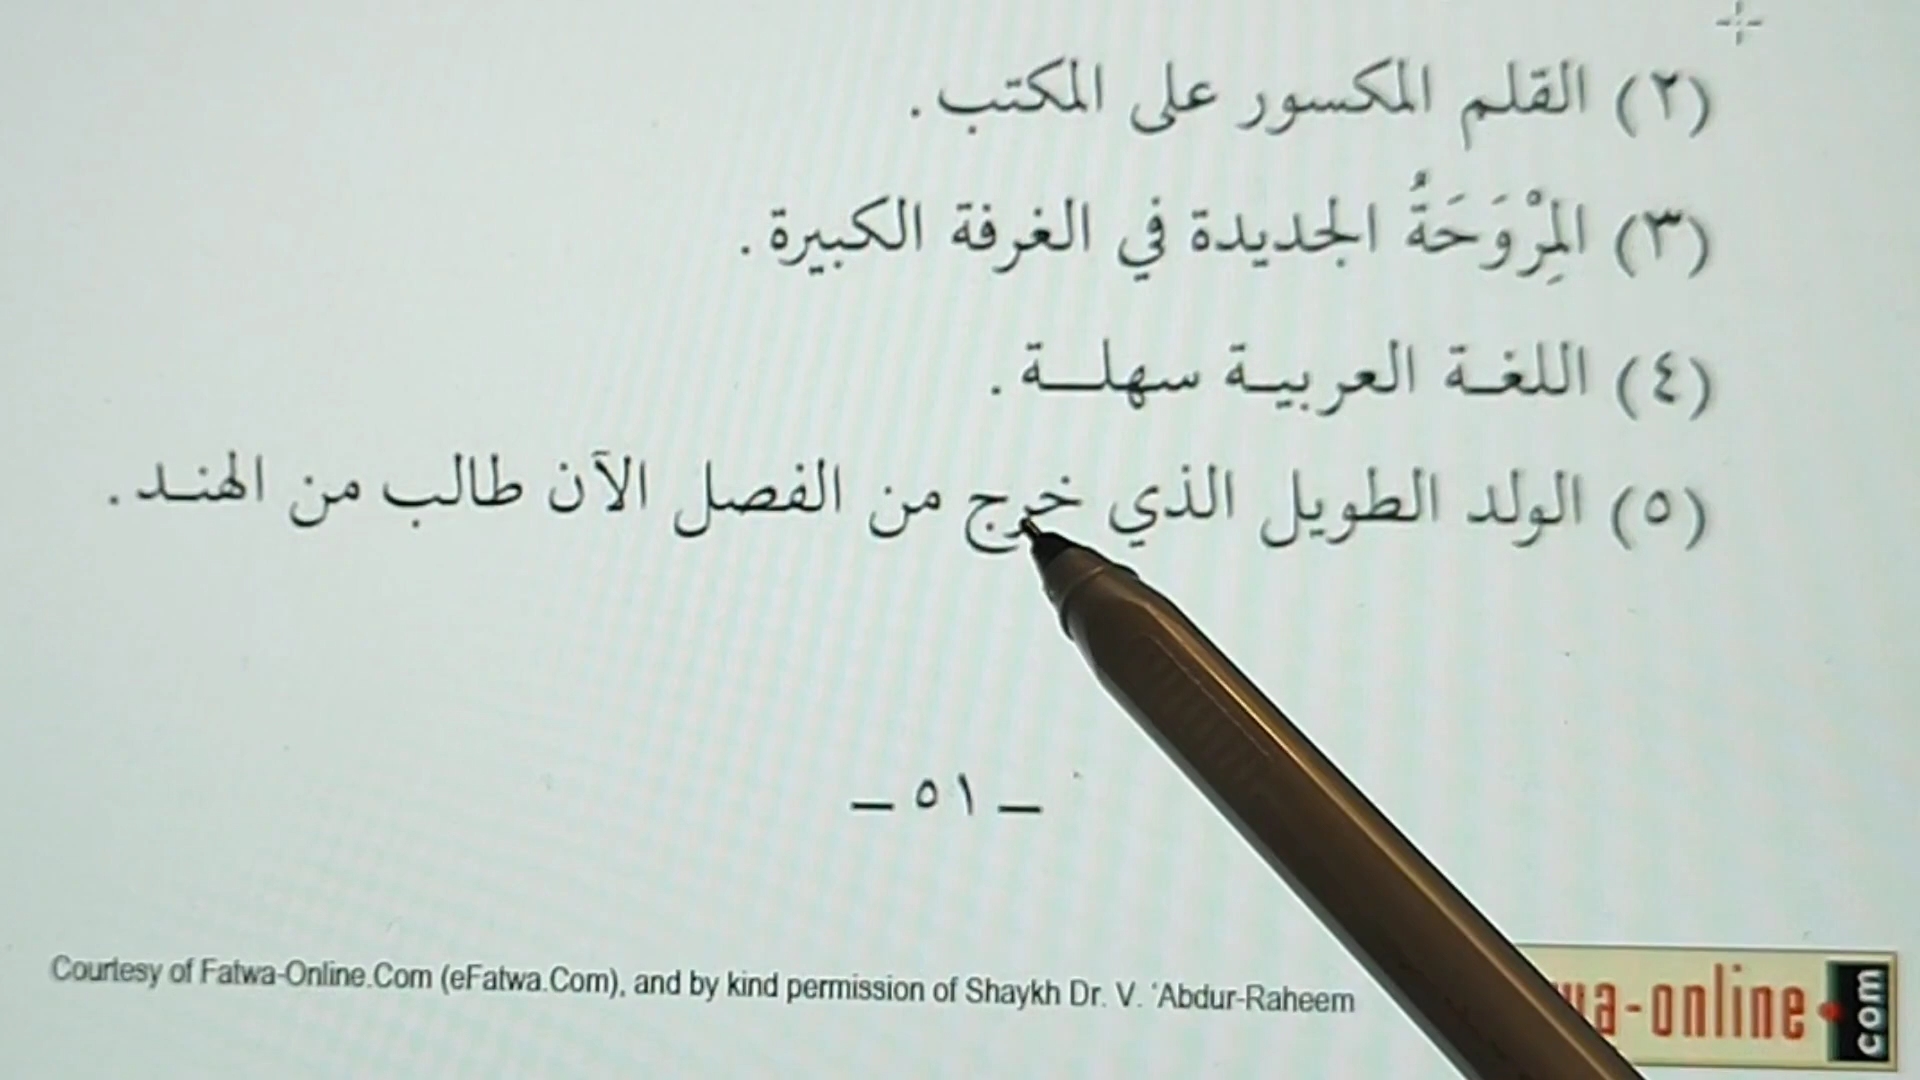 (٢) القلم المكسور على المكتب .
(٣) المِرْوَحَةُ الجديدة في الغرفة الكبيرة .
(٤) اللغة العربية سهلة .
(٥) الولد الطويل الذي خرج من الفصل الآن طالب من الهند .
– ٥١ –
Courtesy of Fatwa-Online.Com (eFatwa.Com), and by kind permission of Shaykh Dr. V. ‘Abdur-Raheem
wa-online.com